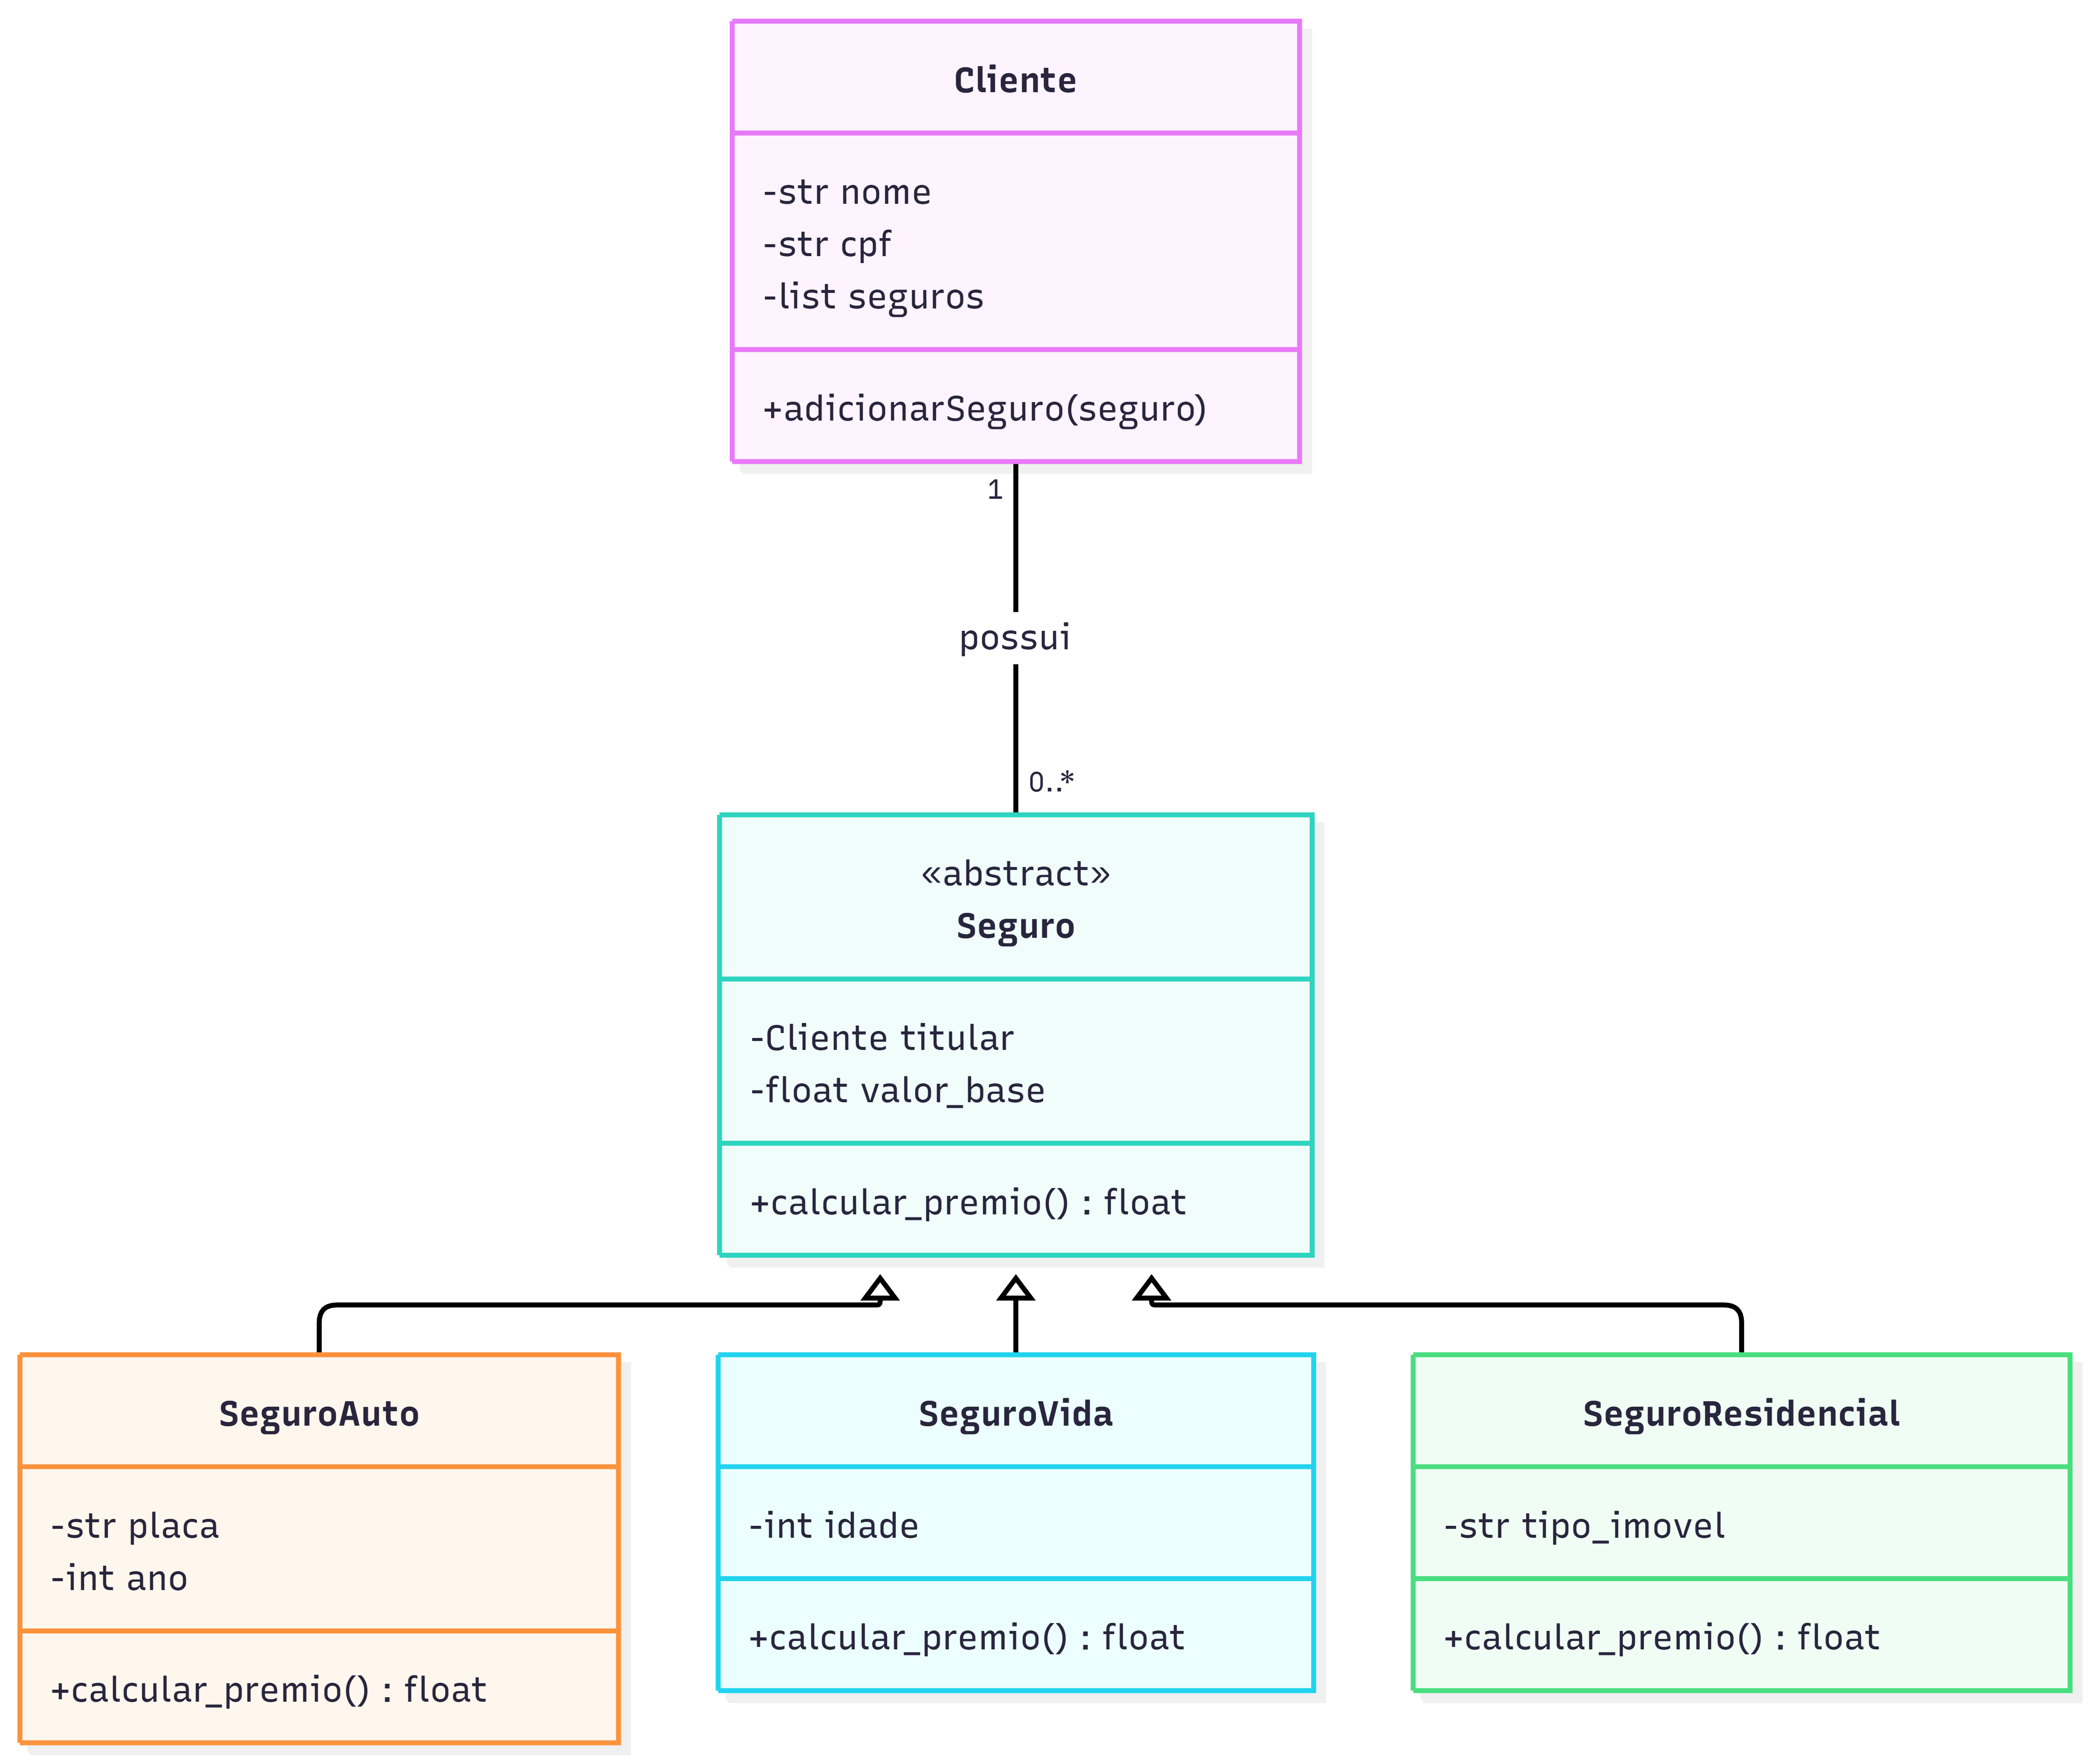 Cliente
-str nome
-str cpf
-list seguros
+adicionarSeguro(seguro)
1
possui
0..*
«abstract»
Seguro
-Cliente titular
-float valor_base
+calcular_premio() : float
SeguroAuto
-str placa
-int ano
+calcular_premio() : float
SeguroVida
-int idade
+calcular_premio() : float
SeguroResidencial
-str tipo_imovel
+calcular_premio() : float